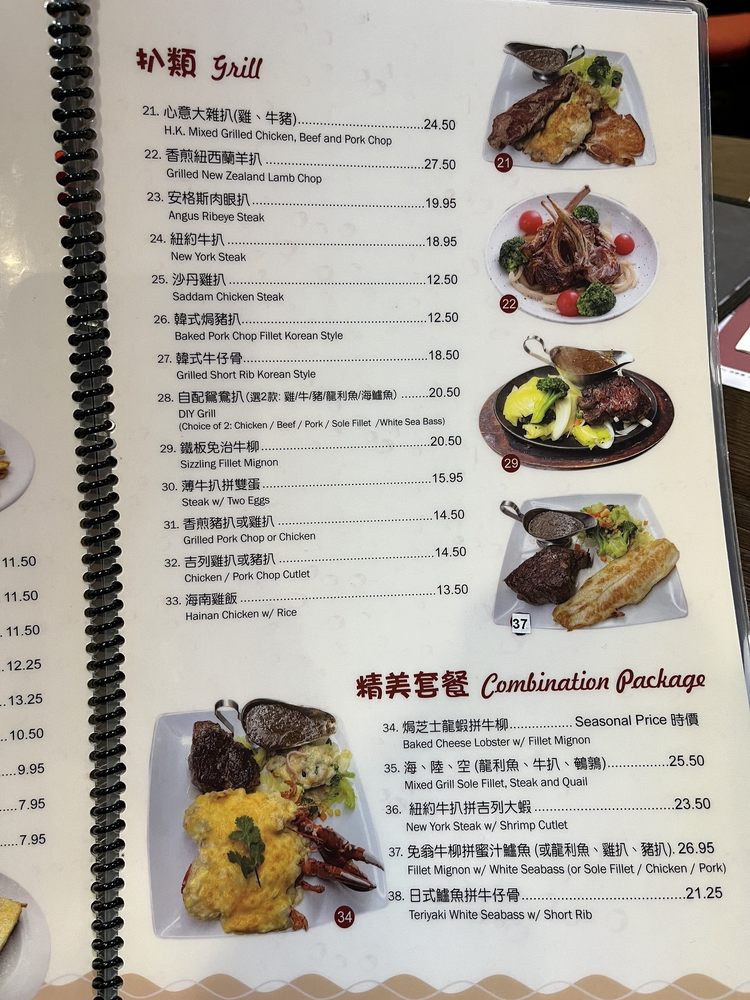 扒類 Grill
21. 心意大雜扒(雞、牛豬)..............................24.50
H.K. Mixed Grilled Chicken, Beef and Pork Chop
22. 香煎紐西蘭羊扒 .......................................27.50
Grilled New Zealand Lamb Chop
23. 安格斯肉眼扒 ..........................................19.95
Angus Ribeye Steak
24. 紐約牛扒 .................................................18.95
New York Steak
25. 沙丹雞扒 .................................................12.50
Saddam Chicken Steak
26. 韓式焗豬扒..............................................12.50
Baked Pork Chop Fillet Korean Style
27. 韓式牛仔骨..............................................18.50
Grilled Short Rib Korean Style
28. 自配鴛鴦扒 (選2款: 雞/牛/豬/龍利魚/海鱸魚) .......20.50
DIY Grill
(Choice of 2: Chicken / Beef / Pork / Sole Fillet /White Sea Bass)
29. 鐵板免治牛柳..........................................20.50
Sizzling Fillet Mignon
30. 薄牛扒拼雙蛋..........................................15.95
Steak w/ Two Eggs
31. 香煎豬扒或雞扒 ......................................14.50
Grilled Pork Chop or Chicken
32. 吉列雞扒或豬扒 ......................................14.50
Chicken / Pork Chop Cutlet
33. 海南雞飯 .................................................13.50
Hainan Chicken w/ Rice
21
22
29
37
精美套餐 Combination Package
34. 焗芝士龍蝦拼牛柳................ Seasonal Price 時價
Baked Cheese Lobster w/ Fillet Mignon
35. 海、陸、空 (龍利魚、牛扒、鵪鶉)...............25.50
Mixed Grill Sole Fillet, Steak and Quail
36. 紐約牛扒拼吉列大蝦 ................................23.50
New York Steak w/ Shrimp Cutlet
37. 免翁牛柳拼蜜汁鱸魚 (或龍利魚、雞扒、豬扒). 26.95
Fillet Mignon w/ White Seabass (or Sole Fillet / Chicken / Pork)
38. 日式鱸魚拼牛仔骨......................................21.25
Teriyaki White Seabass w/ Short Rib
34
11.50
11.50
11.50
12.25
13.25
10.50
9.95
7.95
7.95